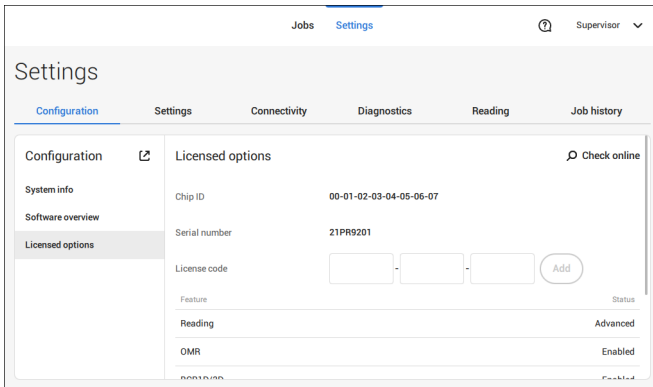 Jobs Settings Supervisor
Settings
Configuration Settings Connectivity Diagnostics Reading Job history
Configuration
System info
Software overview
Licensed options
Licensed options Check online
Chip ID 00-01-02-03-04-05-06-07
Serial number 21PR9201
License code - - Add
Feature Status
Reading Advanced
OMR Enabled
Enabled